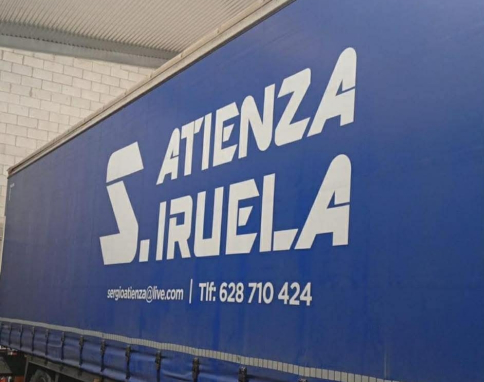 S. ATIENZA
IRUELA
sergioatienza@live.com | Tlf: 628 710 424